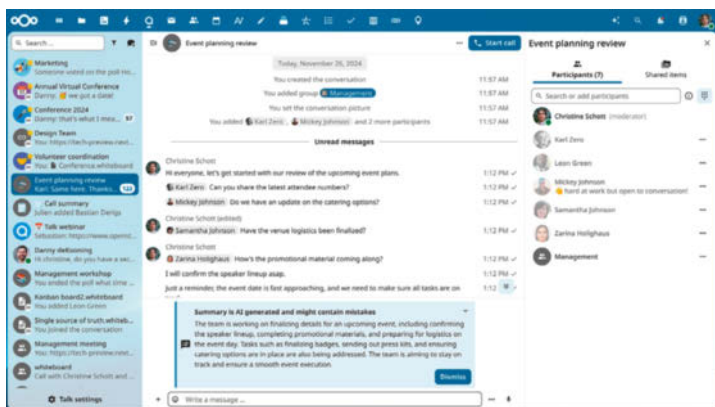 Search ...
Marketing
Someone voted on the poll
Annual Virtual Conference
Danny: 🥳 we got a date!
Conference 2024
Danny: that's what I mea...
97
Design Team
You: https://tech-preview.next...
Volunteer coordination
You: Conference.whiteboard
Event planning review
Karl: Same here. Thanks...
122
Call summary
Julien added Bastian Derigs
Talk webinar
Danny deKoning
Hi christine, do you have a sec...
Management workshop
You ended the poll what time
Kanban board2.whiteboard
You added Leon Green
Single source of truth.whiteb...
You joined the conversation
Management meeting
You: https://tech-preview.next...
whiteboard
Call with Christine Schott and ...
Talk settings
Event planning review
Start call
Today, November 26, 2024
You created the conversation 11:57 AM
You added group Management 11:57 AM
You set the conversation picture 11:57 AM
You added Karl Zero, Mickey Johnson and 2 more participants 11:57 AM
Unread messages
Christine Schott
Hi everyone, let's get started with our review of the upcoming event plans. 1:12 PM
Karl Zero Can you share the latest attendee numbers? 1:12 PM
Mickey Johnson Do we have an update on the catering options? 1:12 PM
Christine Schott (edited)
Samantha Johnson Have the venue logistics been finalized? 1:12 PM
Christine Schott
Zarina Holighaus How's the promotional material coming along? 1:12 PM
I will confirm the speaker lineup asap. 1:12 PM
Just a reminder, the event date is fast approaching, and we need to make sure all tasks are on 1:12
Summary is AI generated and might contain mistakes
The team is working on finalizing details for an upcoming event, including confirming
the speaker lineup, completing promotional materials, and preparing for logistics on
the event day. Tasks such as finalizing badges, sending out press kits, and ensuring
catering options are in place are also being addressed. The team is aiming to stay on
track and ensure a smooth event execution.
Dismiss
Write a message ...
Event planning review
Participants (7)
Shared items
Search or add participants
Christine Schott (moderator)
Karl Zero
Leon Green
Mickey Johnson
👋 hard at work but open to conversation!
Samantha Johnson
Zarina Holighaus
Management